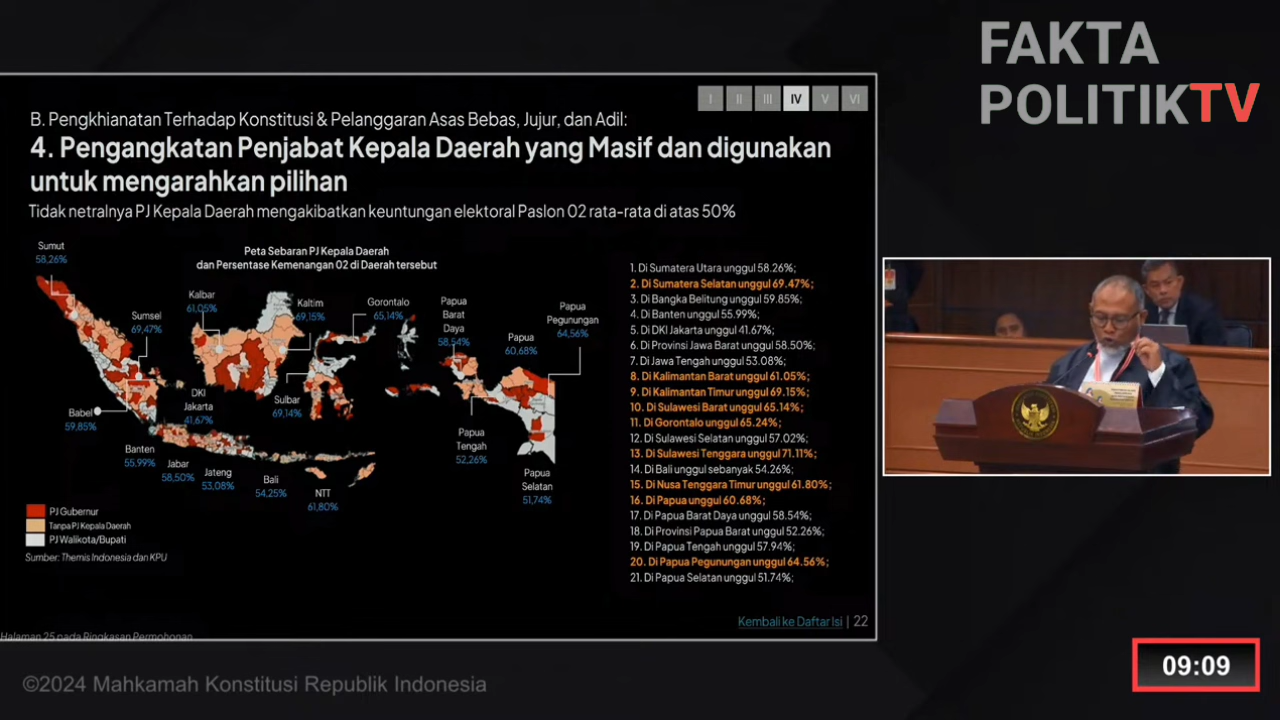 FAKTA
POLITIKTV
I II III IV V VI
B. Pengkhianatan Terhadap Konstitusi & Pelanggaran Asas Bebas, Jujur, dan Adil:
4. Pengangkatan Penjabat Kepala Daerah yang Masif dan digunakan
untuk mengarahkan pilihan
Tidak netralnya PJ Kepala Daerah mengakibatkan keuntungan elektoral Paslon 02 rata-rata di atas 50%
Peta Sebaran PJ Kepala Daerah
dan Persentase Kemenangan 02 di Daerah tersebut
Sumut
58,26%
Sumsel
69,47%
Kalbar
61,05%
Kaltim
69,15%
Gorontalo
65,14%
Papua
Barat
Daya
58,54%
Papua
60,68%
Papua
Pegunungan
64,56%
Babel
59,85%
DKI
Jakarta
41,67%
Sulbar
69,14%
Banten
55,99%
Jabar
58,50%
Jateng
53,08%
Bali
54,25%
NTT
61,80%
Papua
Tengah
52,26%
Papua
Selatan
51,74%
PJ Gubernur
Tanpa PJ Kepala Daerah
PJ Walikota/Bupati
Sumber: Themis Indonesia dan KPU
1. Di Sumatera Utara unggul 58.26%;
2. Di Sumatera Selatan unggul 69.47%;
3. Di Bangka Belitung unggul 59.85%;
4. Di Banten unggul 55.99%;
5. Di DKI Jakarta unggul 41.67%;
6. Di Provinsi Jawa Barat unggul 58.50%;
7. Di Jawa Tengah unggul 53.08%;
8. Di Kalimantan Barat unggul 61.05%;
9. Di Kalimantan Timur unggul 69.15%;
10. Di Sulawesi Barat unggul 65.14%;
11. Di Gorontalo unggul 65.24%;
12. Di Sulawesi Selatan unggul 57.02%;
13. Di Sulawesi Tenggara unggul 71.11%;
14. Di Bali unggul sebanyak 54.26%;
15. Di Nusa Tenggara Timur unggul 61.80%;
16. Di Papua unggul 60.68%;
17. Di Papua Barat Daya unggul 58.54%;
18. Di Provinsi Papua Barat unggul 52.26%;
19. Di Papua Tengah unggul 57.94%;
20. Di Papua Pegunungan unggul 64.56%;
21. Di Papua Selatan unggul 51.74%;
Kembali ke Daftar Isi | 22
Halaman 25 pada Ringkasan Permohonan
©2024 Mahkamah Konstitusi Republik Indonesia
09:09